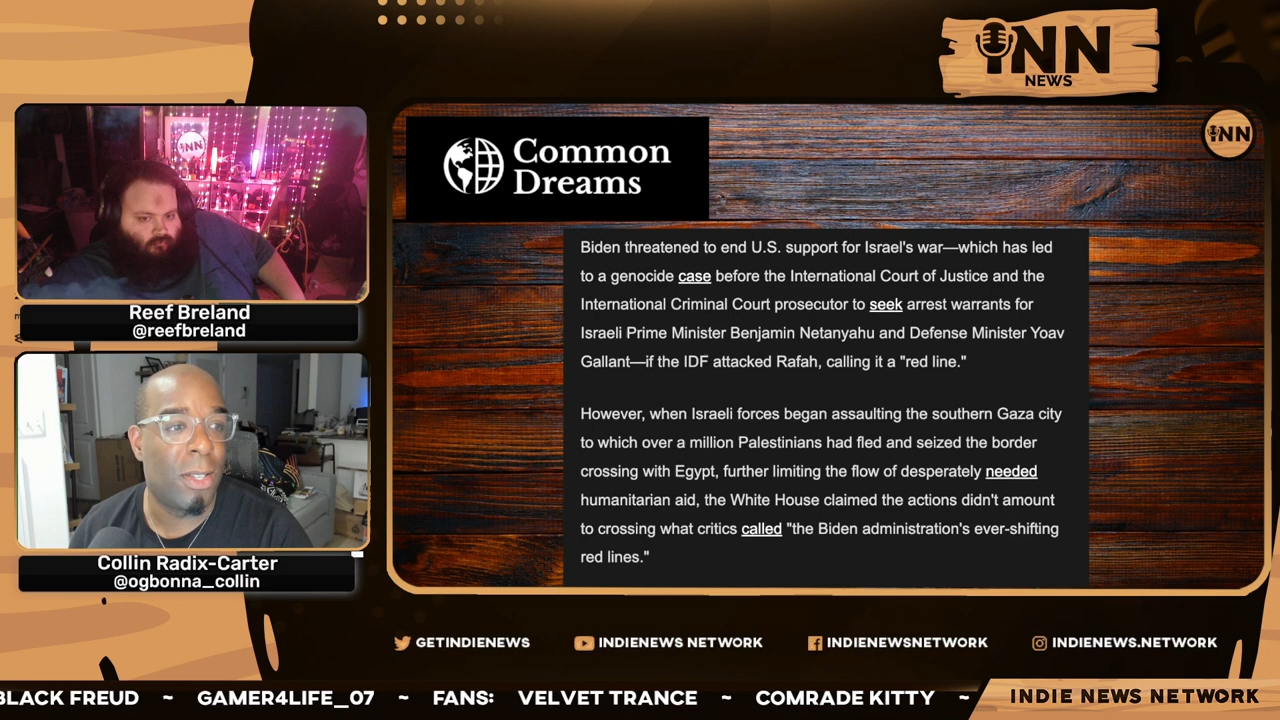 INN
NEWS
INN
INN
Common
Dreams
Biden threatened to end U.S. support for Israel's war—which has led
to a genocide case before the International Court of Justice and the
International Criminal Court prosecutor to seek arrest warrants for
Israeli Prime Minister Benjamin Netanyahu and Defense Minister Yoav
Gallant—if the IDF attacked Rafah, calling it a "red line."
However, when Israeli forces began assaulting the southern Gaza city
to which over a million Palestinians had fled and seized the border
crossing with Egypt, further limiting the flow of desperately needed
humanitarian aid, the White House claimed the actions didn't amount
to crossing what critics called "the Biden administration's ever-shifting
red lines."
Reef Breland
@reefbreland
Collin Radix-Carter
@ogbonna_collin
GETINDIENEWS
INDIENEWS NETWORK
INDIENEWSNETWORK
INDIENEWS.NETWORK
BLACK FREUD ~ GAMER4LIFE_07 ~ FANS: VELVET TRANCE ~ COMRADE KITTY ~
INDIE NEWS NETWORK